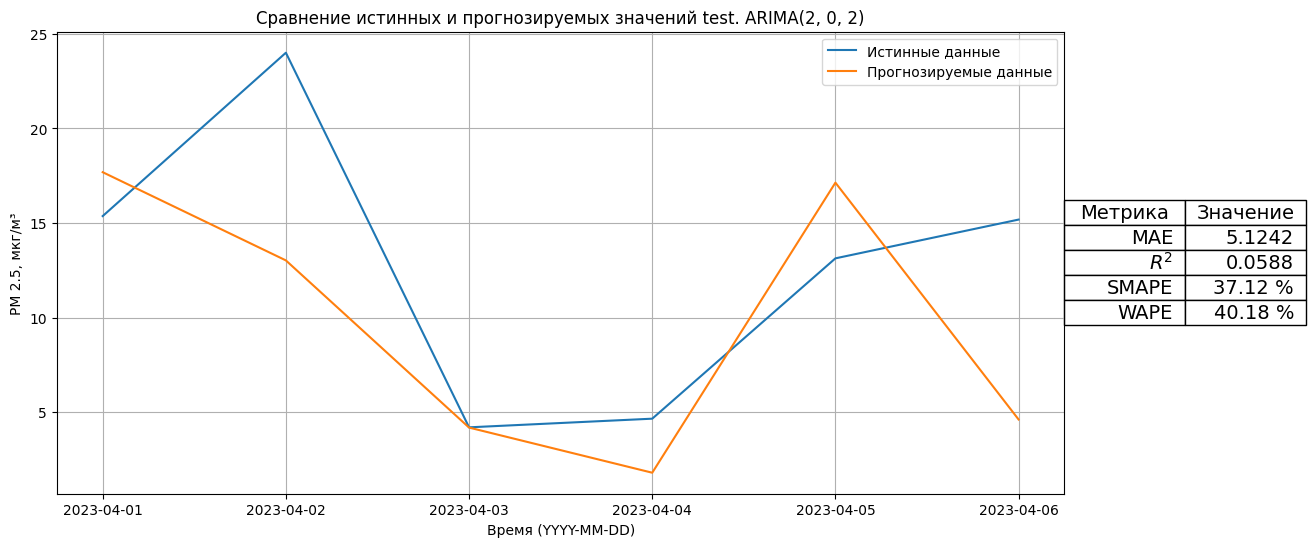 Сравнение истинных и прогнозируемых значений test. ARIMA(2, 0, 2)
Истинные данные
Прогнозируемые данные
25
20
15
10
5
PM 2.5, мкг/м³
2023-04-01 2023-04-02 2023-04-03 2023-04-04 2023-04-05 2023-04-06
Время (YYYY-MM-DD)
Метрика Значение
MAE 5.1242
R² 0.0588
SMAPE 37.12 %
WAPE 40.18 %